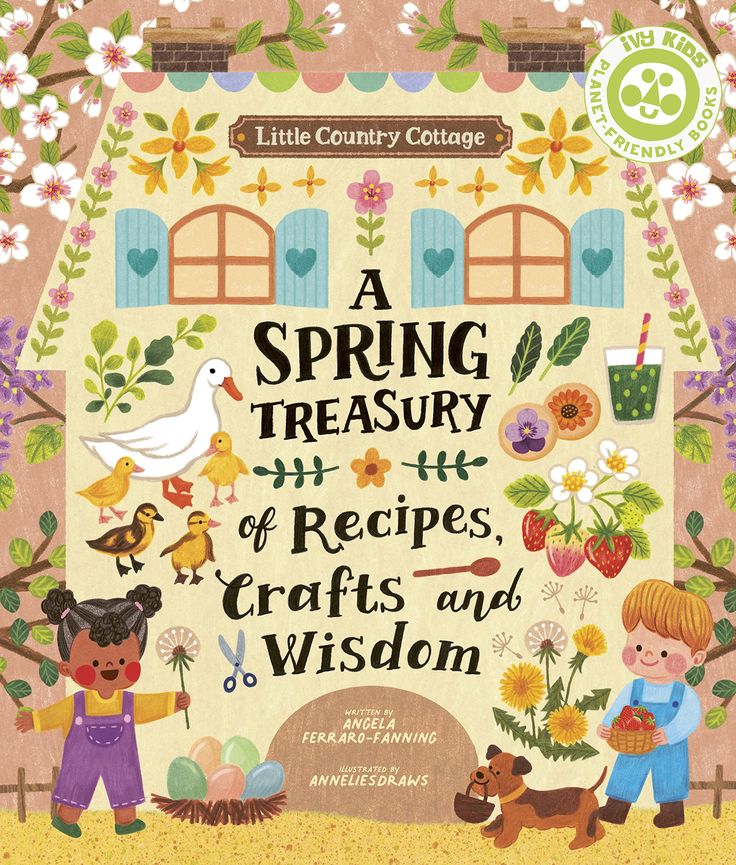 IVY KIDS
PLANET-FRIENDLY BOOKS
Little Country Cottage
A
SPRING
TREASURY
of Recipes,
Crafts and
Wisdom
WRITTEN BY
ANGELA
FERRARO-FANNING
ILLUSTRATED BY
ANNELIESDRAWS